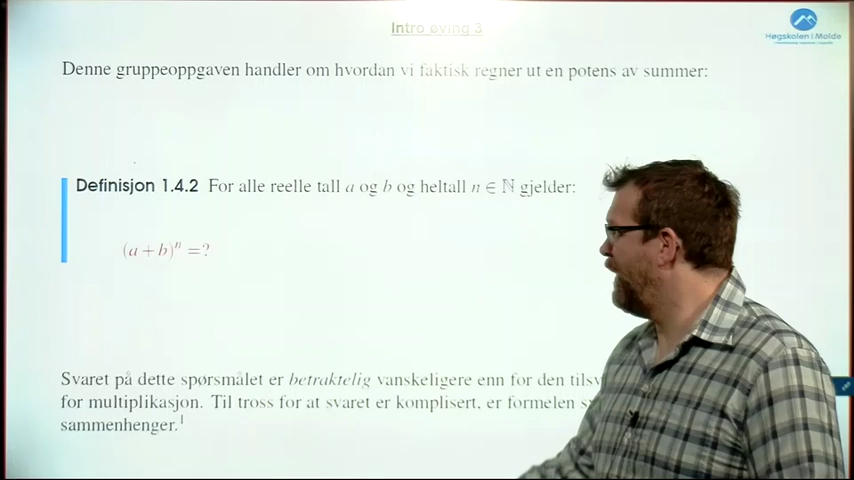 Intro øving 3
Høgskolen i Molde
Denne gruppeoppgaven handler om hvordan vi faktisk regner ut en potens av summer:
Definisjon 1.4.2 For alle reelle tall a og b og heltall n ∈ ℕ gjelder:
(a + b)ⁿ =?
Svaret på dette spørsmålet er betraktelig vanskeligere enn for den
for multiplikasjon. Til tross for at svaret er komplisert, er formelen
sammenhenger.¹